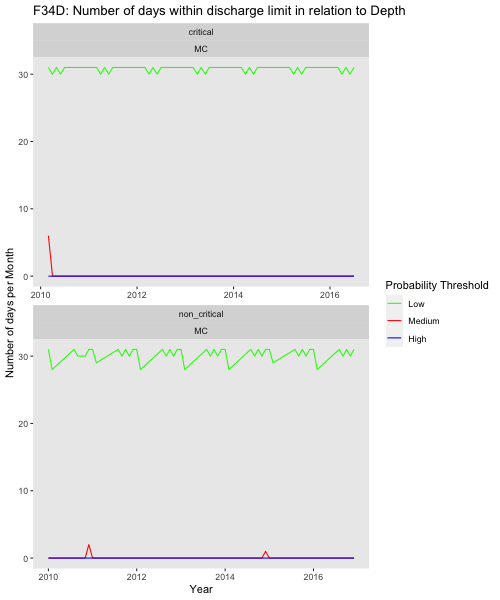 F34D: Number of days within discharge limit in relation to Depth
critical
MC
30
20
10
0
2010 2012 2014 2016
non_critical
MC
30
20
10
0
2010 2012 2014 2016
Year
Number of days per Month
Probability Threshold
Low
Medium
High